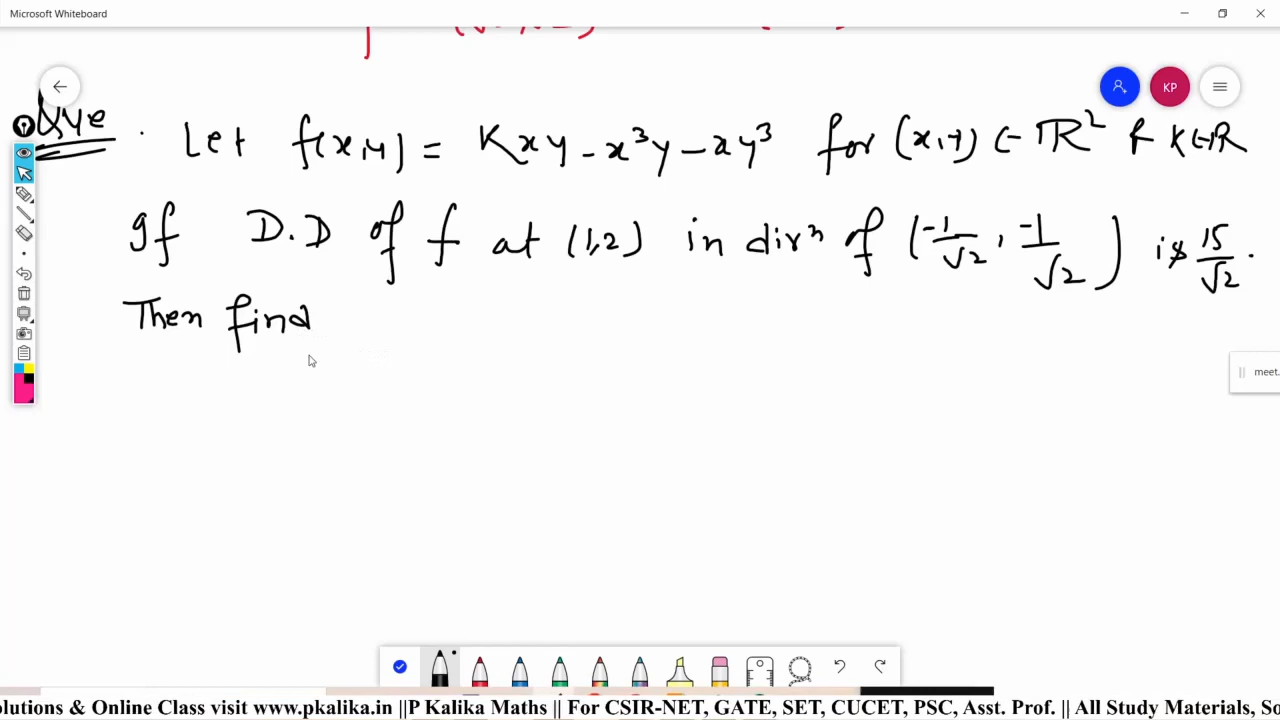 Microsoft Whiteboard
KP
Que . Let f(x,y) = Kxy - x³y - xy³ for (x,y) ∈ ℝ² & K∈ℝ
If D.D of f at (1,2) in dirⁿ of (-1/√2, -1/√2) is 15/√2.
Then find
meet.
olutions & Online Class visit www.pkalika.in ||P Kalika Maths || For CSIR-NET, GATE, SET, CUCET, PSC, Asst. Prof. || All Study Materials, So